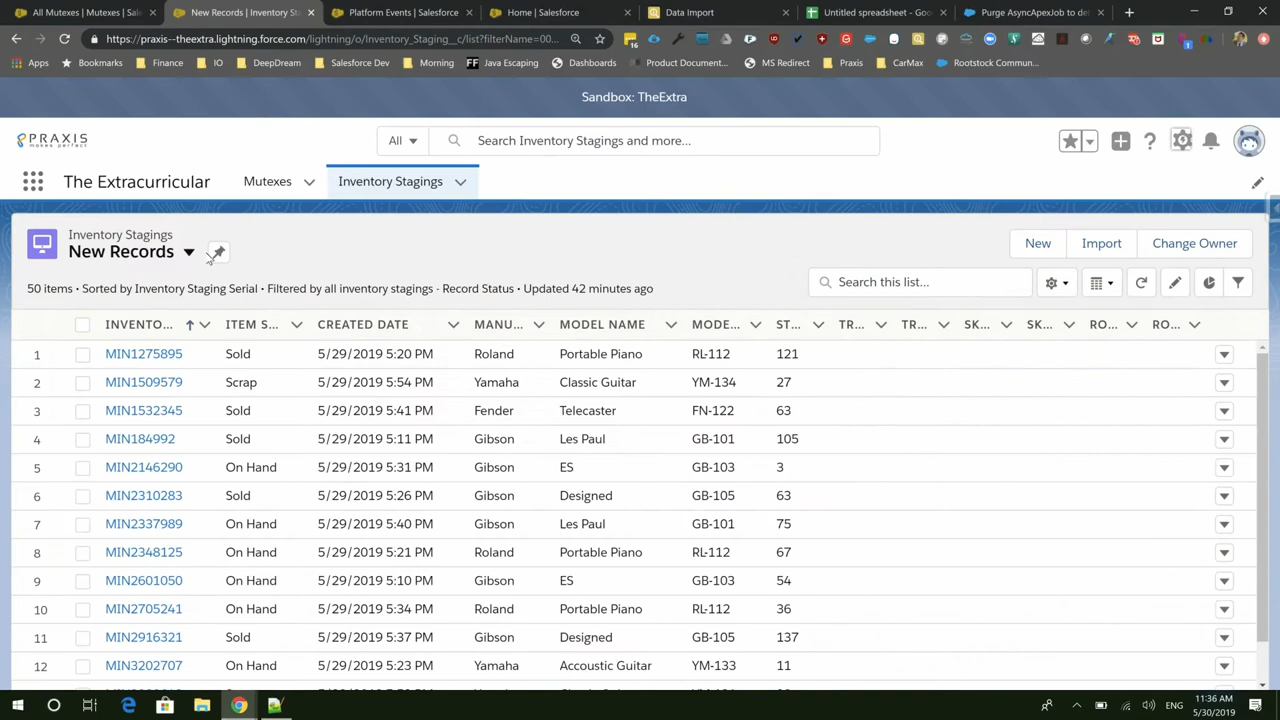 All Mutexes | Mutexes | Sal
New Records | Inventory Sta
Platform Events | Salesforce
Home | Salesforce
Data Import
Untitled spreadsheet - Goo
Purge AsyncApexJob to de
https://praxis--theextra.lightning.force.com/lightning/o/Inventory_Staging__c/list?filterName=00...
Apps Bookmarks Finance IO DeepDream Salesforce Dev Morning FF Java Escaping Dashboards Product Document... MS Redirect Praxis CarMax Rootstock Commun...
Sandbox: TheExtra
PRAXIS
makes perfect
All
Search Inventory Stagings and more...
The Extracurricular Mutexes Inventory Stagings
Inventory Stagings
New Records
New Import Change Owner
50 items • Sorted by Inventory Staging Serial • Filtered by all inventory stagings - Record Status • Updated 42 minutes ago
Search this list...
INVENTO... ITEM S... CREATED DATE MANU... MODEL NAME MODE... ST... TR... TR... SK... SK... RO... RO...
1 MIN1275895 Sold 5/29/2019 5:20 PM Roland Portable Piano RL-112 121
2 MIN1509579 Scrap 5/29/2019 5:54 PM Yamaha Classic Guitar YM-134 27
3 MIN1532345 Sold 5/29/2019 5:41 PM Fender Telecaster FN-122 63
4 MIN184992 Sold 5/29/2019 5:11 PM Gibson Les Paul GB-101 105
5 MIN2146290 On Hand 5/29/2019 5:31 PM Gibson ES GB-103 3
6 MIN2310283 Sold 5/29/2019 5:26 PM Gibson Designed GB-105 63
7 MIN2337989 On Hand 5/29/2019 5:40 PM Gibson Les Paul GB-101 75
8 MIN2348125 On Hand 5/29/2019 5:21 PM Roland Portable Piano RL-112 67
9 MIN2601050 On Hand 5/29/2019 5:10 PM Gibson ES GB-103 54
10 MIN2705241 On Hand 5/29/2019 5:34 PM Roland Portable Piano RL-112 36
11 MIN2916321 Sold 5/29/2019 5:37 PM Gibson Designed GB-105 137
12 MIN3202707 On Hand 5/29/2019 5:23 PM Yamaha Accoustic Guitar YM-133 11
ENG
11:36 AM
5/30/2019